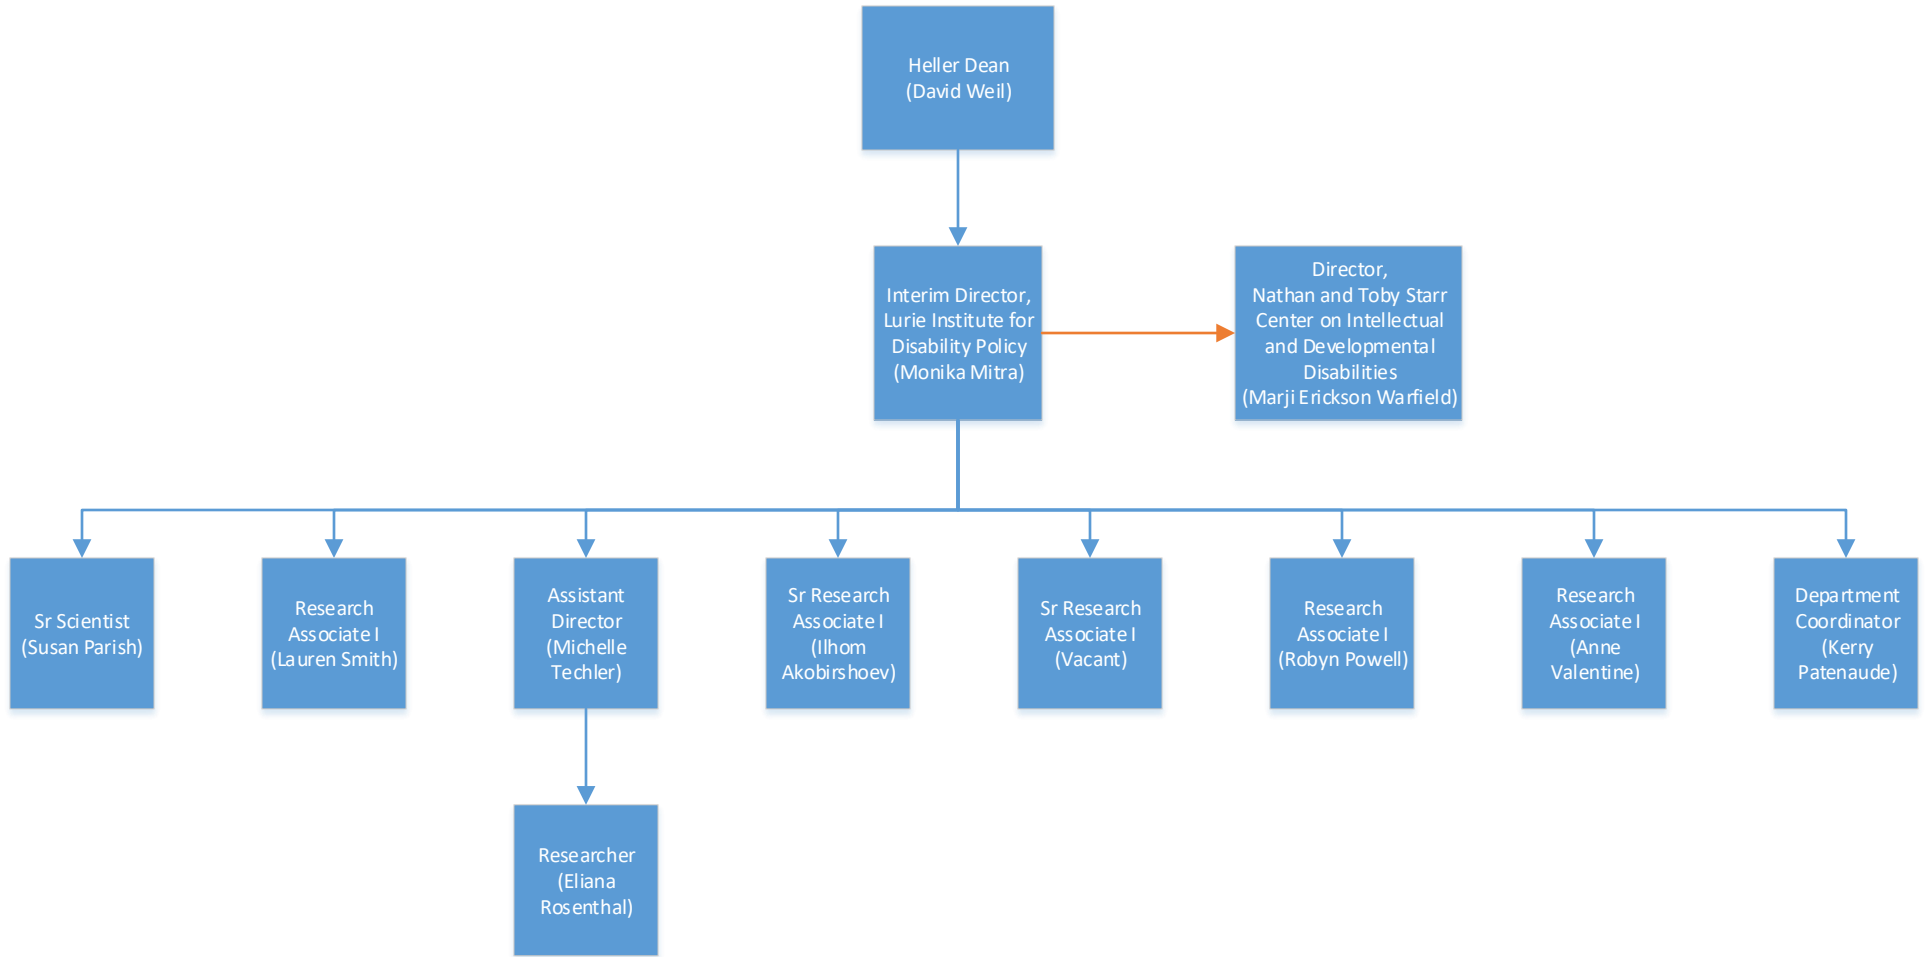 Heller Dean
(David Weil)
Interim Director,
Lurie Institute for
Disability Policy
(Monika Mitra)
Director,
Nathan and Toby Starr
Center on Intellectual
and Developmental
Disabilities
(Marji Erickson Warfield)
Sr Scientist
(Susan Parish)
Research
Associate I
(Lauren Smith)
Assistant
Director
(Michelle
Techler)
Sr Research
Associate I
(Ilhom
Akobirshoev)
Sr Research
Associate I
(Vacant)
Research
Associate I
(Robyn Powell)
Research
Associate I
(Anne
Valentine)
Department
Coordinator
(Kerry
Patenaude)
Researcher
(Eliana
Rosenthal)